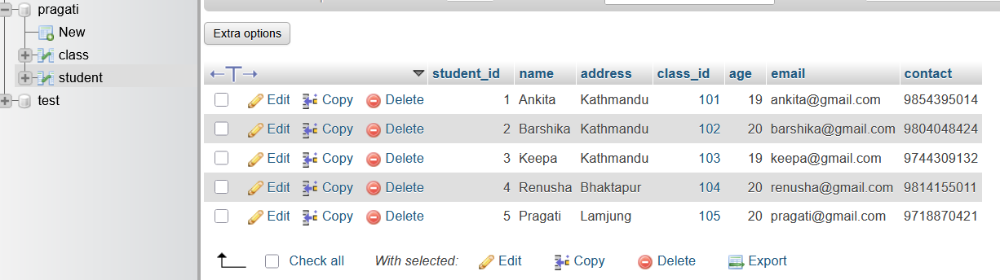 pragati
New
class
student
test
Extra options
student_id name address class_id age email contact
Edit Copy Delete 1 Ankita Kathmandu 101 19 ankita@gmail.com 9854395014
Edit Copy Delete 2 Barshika Kathmandu 102 20 barshika@gmail.com 9804048424
Edit Copy Delete 3 Keepa Kathmandu 103 19 keepa@gmail.com 9744309132
Edit Copy Delete 4 Renusha Bhaktapur 104 20 renusha@gmail.com 9814155011
Edit Copy Delete 5 Pragati Lamjung 105 20 pragati@gmail.com 9718870421
Check all With selected: Edit Copy Delete Export